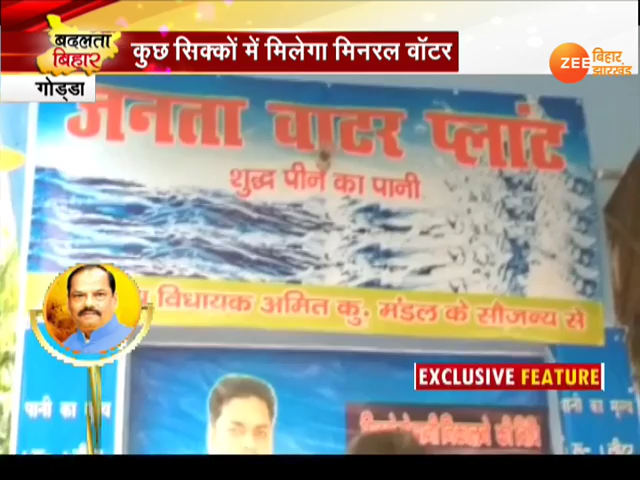 बदलता
बिहार
कुछ सिक्कों में मिलेगा मिनरल वॉटर
ZEE बिहार
झारखंड
गोड्डा
जनता वाटर प्लांट
शुद्ध पीने का पानी
विधायक अमित कु. मंडल के सौजन्य से
EXCLUSIVE FEATURE
पानी का
पानी का मूल्य